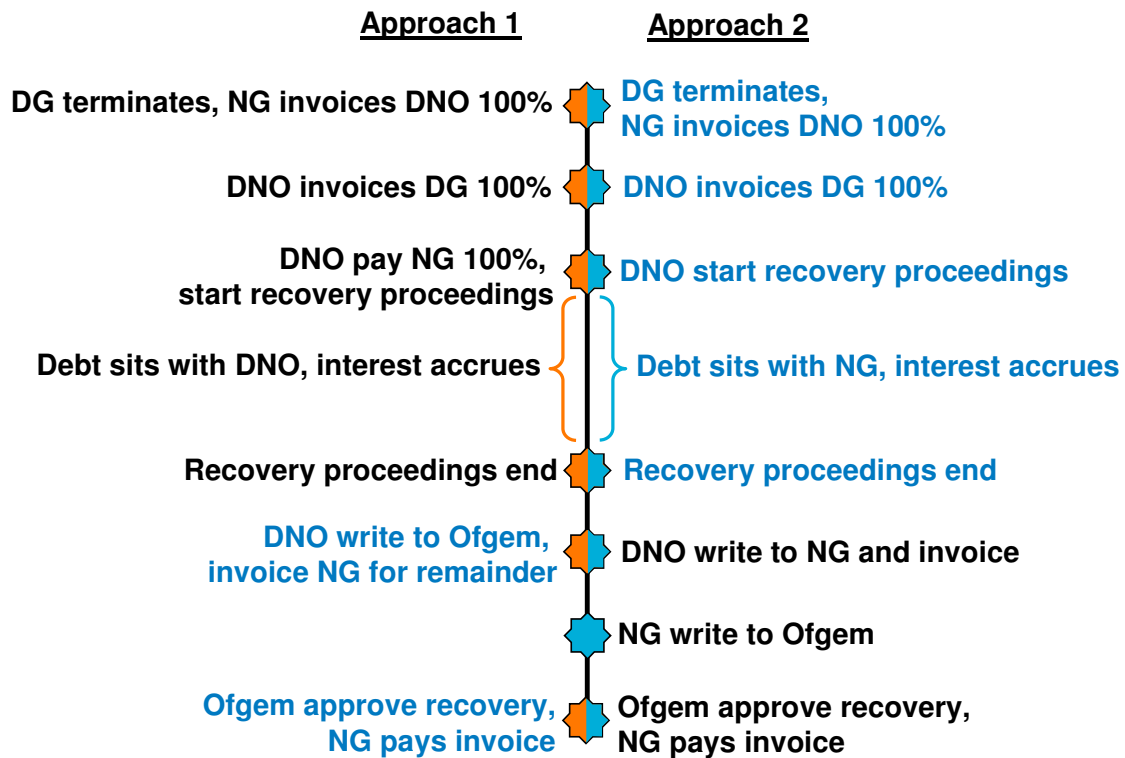 Approach 1
Approach 2
DG terminates, NG invoices DNO 100%
DG terminates,
NG invoices DNO 100%
DNO invoices DG 100%
DNO invoices DG 100%
DNO pay NG 100%,
start recovery proceedings
DNO start recovery proceedings
Debt sits with DNO, interest accrues
Debt sits with NG, interest accrues
Recovery proceedings end
Recovery proceedings end
DNO write to Ofgem,
invoice NG for remainder
DNO write to NG and invoice
NG write to Ofgem
Ofgem approve recovery,
NG pays invoice
Ofgem approve recovery,
NG pays invoice